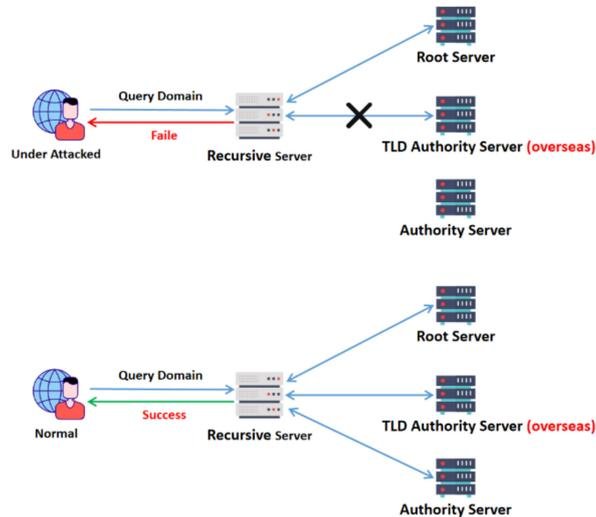 Root Server
Query Domain
Faile
Under Attacked
Recursive Server
TLD Authority Server (overseas)
Authority Server
Root Server
Query Domain
Success
Normal
Recursive Server
TLD Authority Server (overseas)
Authority Server